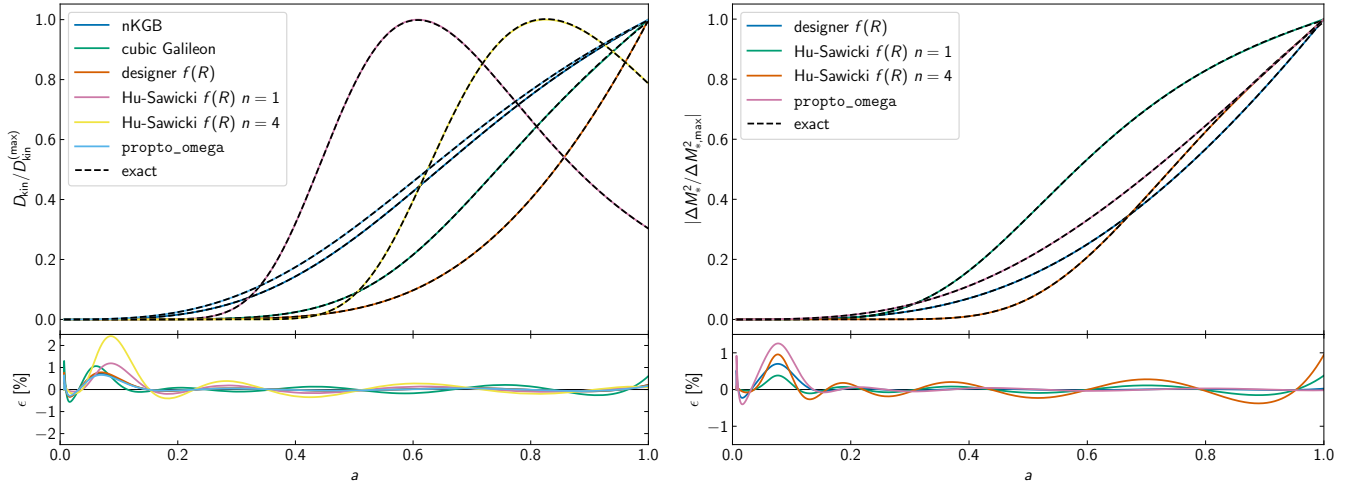 nKGB
cubic Galileon
designer f(R)
Hu-Sawicki f(R) n = 1
Hu-Sawicki f(R) n = 4
propto_omega
exact
D_kin/D_kin^(max)
1.0
0.8
0.6
0.4
0.2
0.0
ϵ [%]
2
1
0
−1
−2
0.0 0.2 0.4 0.6 0.8 1.0
a
designer f(R)
Hu-Sawicki f(R) n = 1
Hu-Sawicki f(R) n = 4
propto_omega
exact
|ΔM_*^2/ΔM_*,max^2|
1.0
0.8
0.6
0.4
0.2
0.0
ϵ [%]
1
0
−1
0.0 0.2 0.4 0.6 0.8 1.0
a